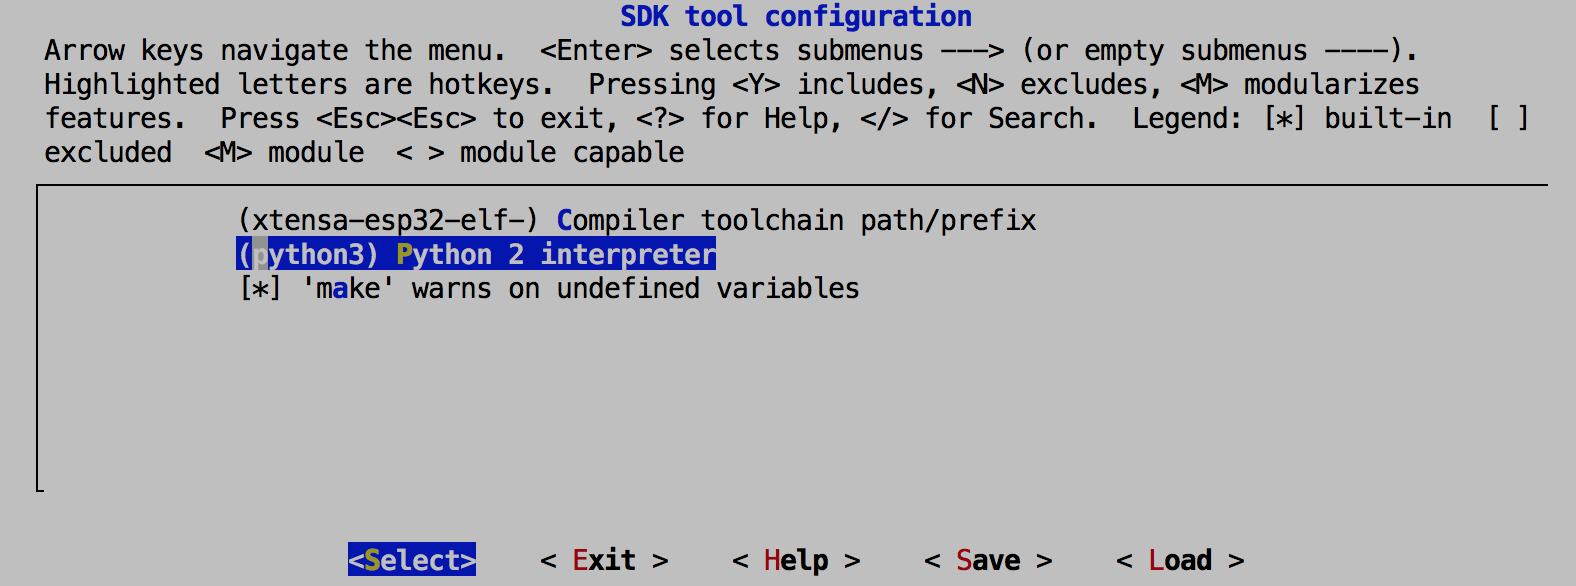 SDK tool configuration
Arrow keys navigate the menu.  <Enter> selects submenus ---> (or empty submenus ----).
Highlighted letters are hotkeys.  Pressing <Y> includes, <N> excludes, <M> modularizes
features.  Press <Esc><Esc> to exit, <?> for Help, </> for Search.  Legend: [*] built-in  [ ]
excluded  <M> module  < > module capable
(xtensa-esp32-elf-) Compiler toolchain path/prefix
(python3) Python 2 interpreter
[*] 'make' warns on undefined variables
<Select>    < Exit >    < Help >    < Save >    < Load >